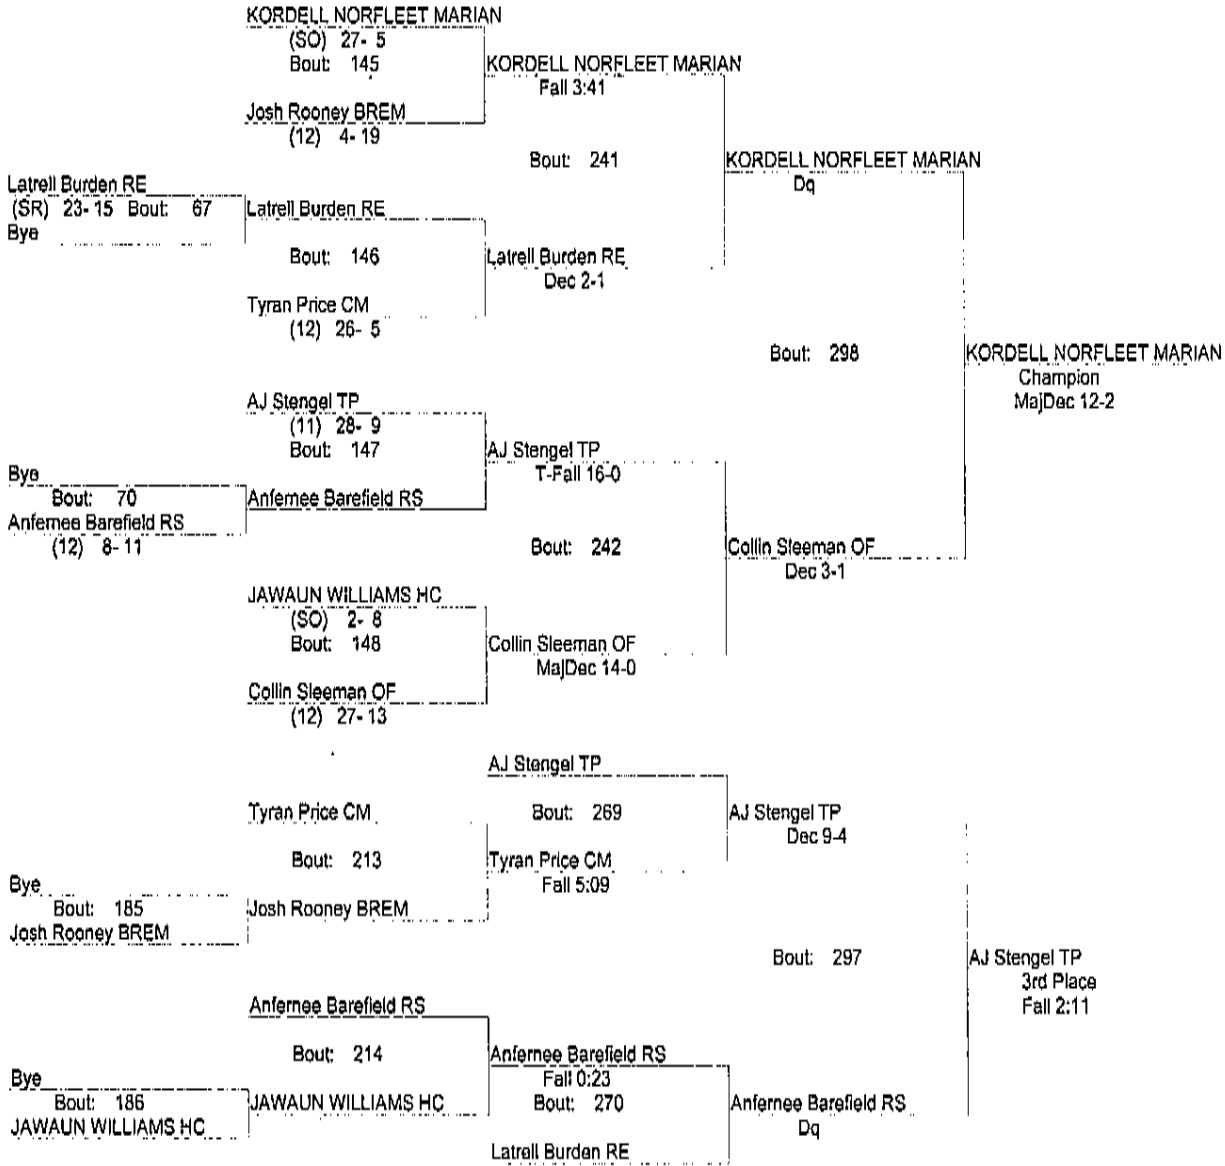 KORDELL NORFLEET MARIAN
(SO) 27- 5
Bout: 145
KORDELL NORFLEET MARIAN
Fall 3:41
Josh Rooney BREM
(12) 4- 19
Bout: 241
KORDELL NORFLEET MARIAN
Dq
Latrell Burden RE
(SR) 23- 15 Bout: 67
Bye
Latrell Burden RE
Bout: 146
Latrell Burden RE
Dec 2-1
Tyran Price CM
(12) 26- 5
Bout: 298
KORDELL NORFLEET MARIAN
Champion
MajDec 12-2
AJ Stengel TP
(11) 28- 9
Bout: 147
AJ Stengel TP
T-Fall 16-0
Bye
Bout: 70
Anfernee Barefield RS
Anfernee Barefield RS
(12) 8- 11
Bout: 242
Collin Sleeman OF
Dec 3-1
JAWAUN WILLIAMS HC
(SO) 2- 8
Bout: 148
Collin Sleeman OF
MajDec 14-0
Collin Sleeman OF
(12) 27- 13
AJ Stengel TP
Tyran Price CM
Bout: 269
AJ Stengel TP
Dec 9-4
Bout: 213
Tyran Price CM
Fall 5:09
Bye
Bout: 185
Josh Rooney BREM
Josh Rooney BREM
Bout: 297
AJ Stengel TP
3rd Place
Fall 2:11
Anfernee Barefield RS
Bout: 214
Anfernee Barefield RS
Fall 0:23
Bye
Bout: 186
JAWAUN WILLIAMS HC
JAWAUN WILLIAMS HC
Bout: 270
Anfernee Barefield RS
Dq
Latrell Burden RE